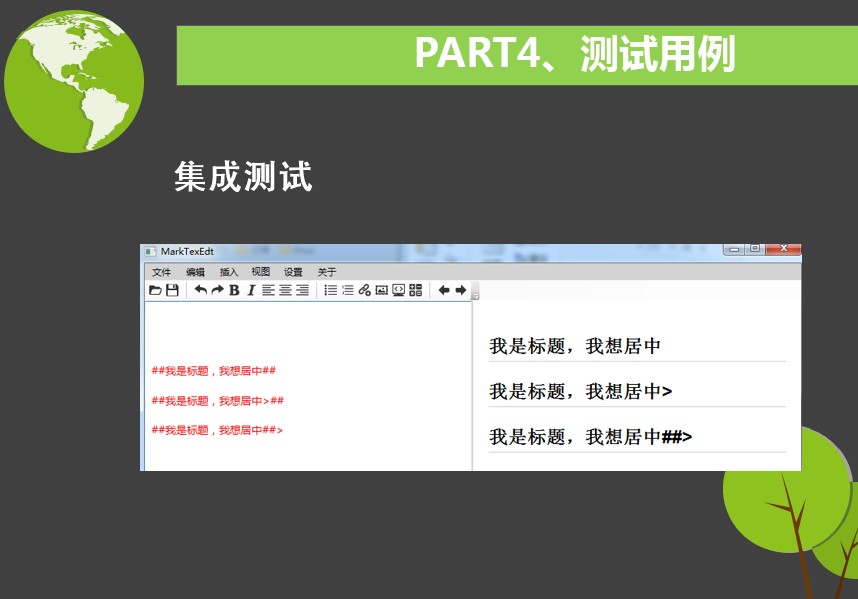 PART4、测试用例
集成测试
MarkTexEdt
文件 编辑 插入 视图 设置 关于
##我是标题，我想居中##
##我是标题，我想居中>##
##我是标题，我想居中##>
我是标题，我想居中
我是标题，我想居中>
我是标题，我想居中##>